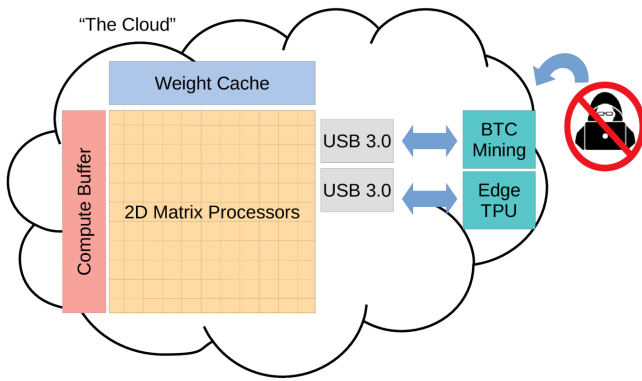 “The Cloud”
Weight Cache
Compute Buffer
2D Matrix Processors
USB 3.0
USB 3.0
BTC
Mining
Edge
TPU